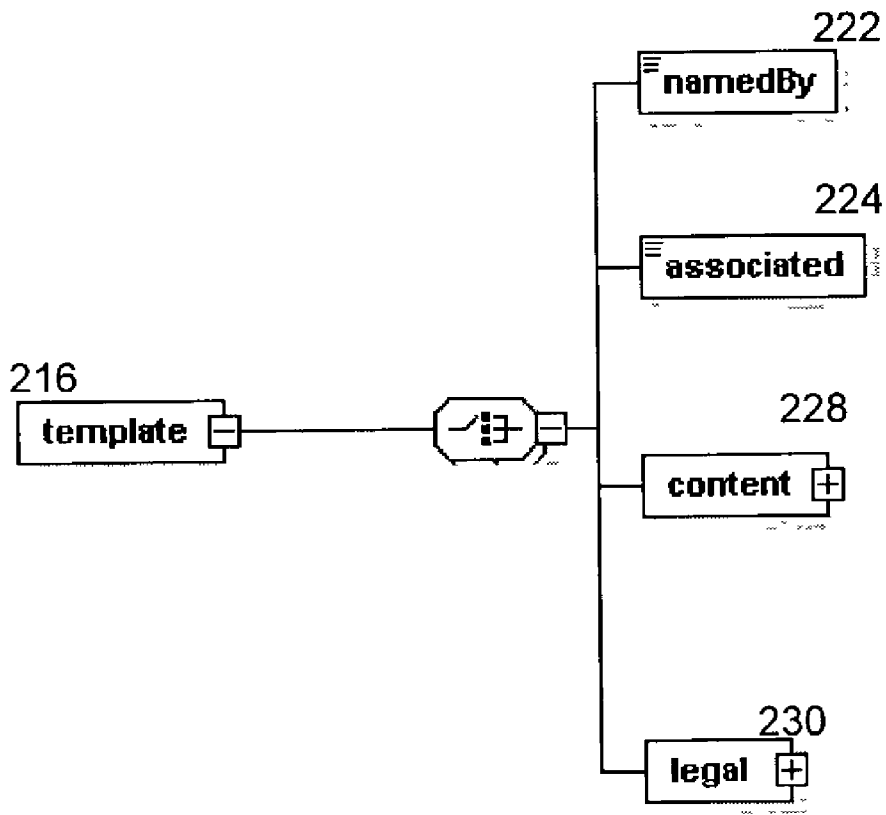 222
namedBy
224
associated
216
template
228
content
230
legal